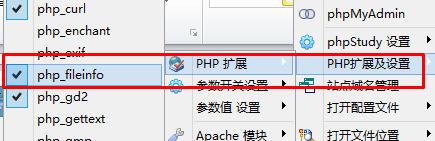 php_curl
php_enchant
php_exif
php_fileinfo
php_gd2
php_gettext
PHP 扩展
参数开关设置
参数值 设置
Apache 模块
phpMyAdmin
phpStudy 设置
PHP扩展及设置
站点域名管理
打开配置文件
打开文件位置